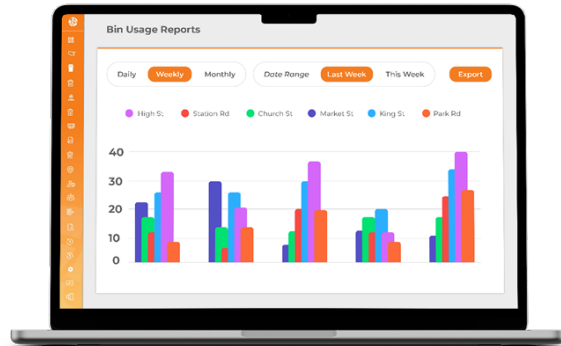 Bin Usage Reports
Daily Weekly Monthly Date Range Last Week This Week Export
High St Station Rd Church St Market St King St Park Rd
40
30
20
10
0